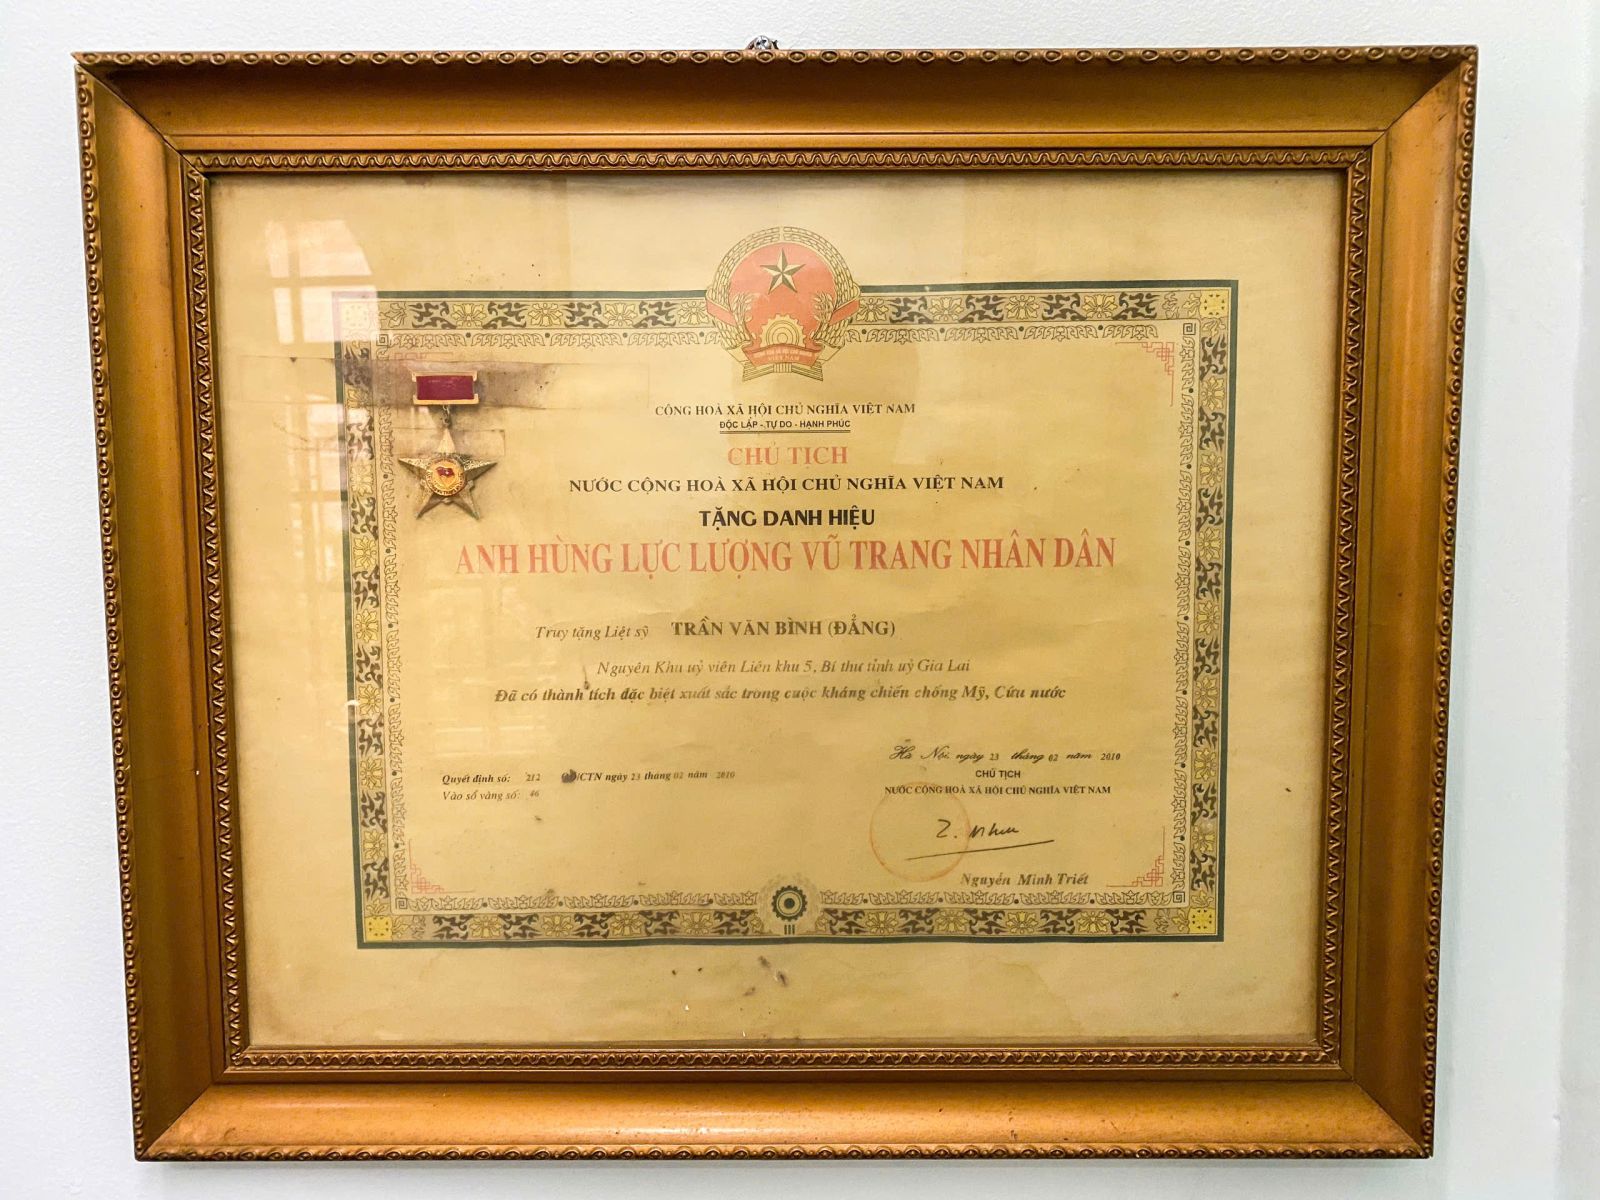 CỘNG HOÀ XÃ HỘI CHỦ NGHĨA VIỆT NAM
ĐỘC LẬP - TỰ DO - HẠNH PHÚC
CHỦ TỊCH
NƯỚC CỘNG HOÀ XÃ HỘI CHỦ NGHĨA VIỆT NAM
TẶNG DANH HIỆU
ANH HÙNG LỰC LƯỢNG VŨ TRANG NHÂN DÂN
Truy tặng Liệt sỹ TRẦN VĂN BÌNH (ĐẲNG)
Nguyên Khu uỷ viên Liên khu 5, Bí thư tỉnh uỷ Gia Lai
Đã có thành tích đặc biệt xuất sắc trong cuộc kháng chiến chống Mỹ, Cứu nước
Hà Nội, ngày 23 tháng 02 năm 2010
CHỦ TỊCH
NƯỚC CỘNG HOÀ XÃ HỘI CHỦ NGHĨA VIỆT NAM
Quyết định số: 212 /CTN ngày 23 tháng 02 năm 2010
Vào sổ vàng số: 46
Nguyễn Minh Triết